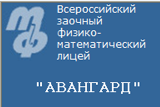 Всероссийский
заочный
физико-
математический
лицей
"АВАНГАРД"